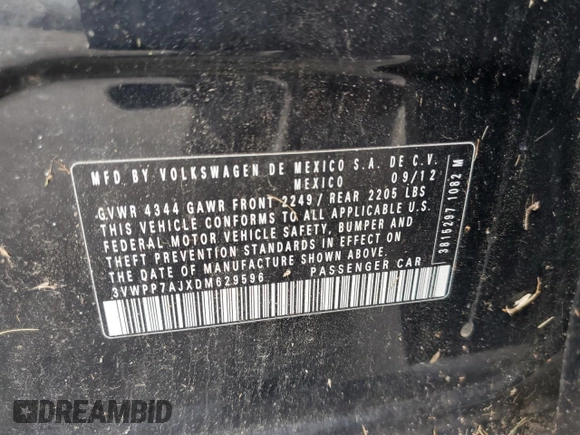 MFD. BY VOLKSWAGEN DE MEXICO S.A. DE C.V.
MEXICO 09/12
GVWR 4344 GAWR FRONT 2249/ REAR 2205 LBS
THIS VEHICLE CONFORMS TO ALL APPLICABLE U.S.
FEDERAL MOTOR VEHICLE SAFETY, BUMPER AND
THEFT PREVENTION STANDARDS IN EFFECT ON
THE DATE OF MANUFACTURE SHOWN ABOVE.
3VWPP7AJXDM629596 PASSENGER CAR
3815297 1082 M
DREAMBID